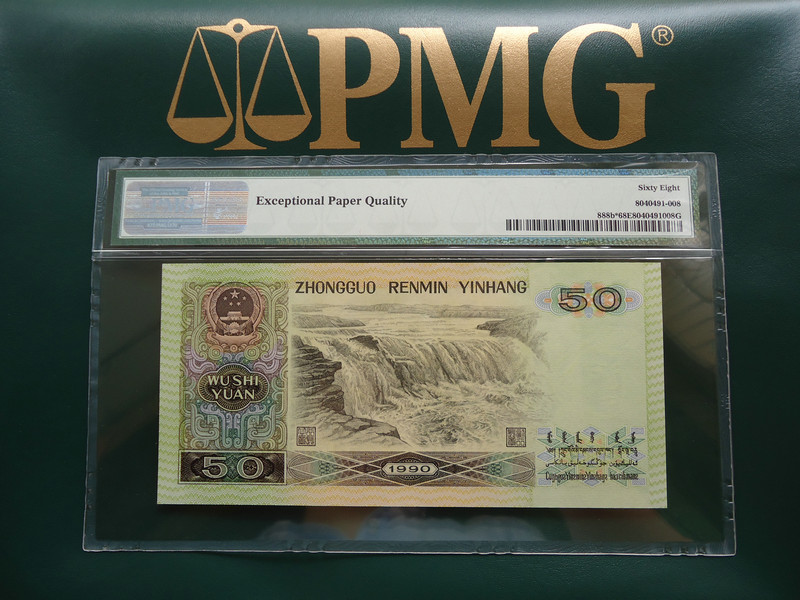 PMG®
Sixty Eight
Exceptional Paper Quality
8040491-008
888b*68E8040491008G
ZHONGGUO RENMIN YINHANG
50
WU SHI
YUAN
50
1990